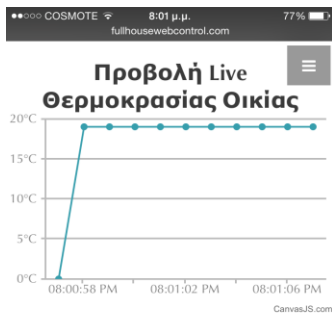 COSMOTE 8:01 μ.μ. 77%
fullhousewebcontrol.com
Προβολή Live
Θερμοκρασίας Οικίας
20°C
15°C
10°C
5°C
0°C
08:00:58 PM 08:01:02 PM 08:01:06 PM
CanvasJS.com